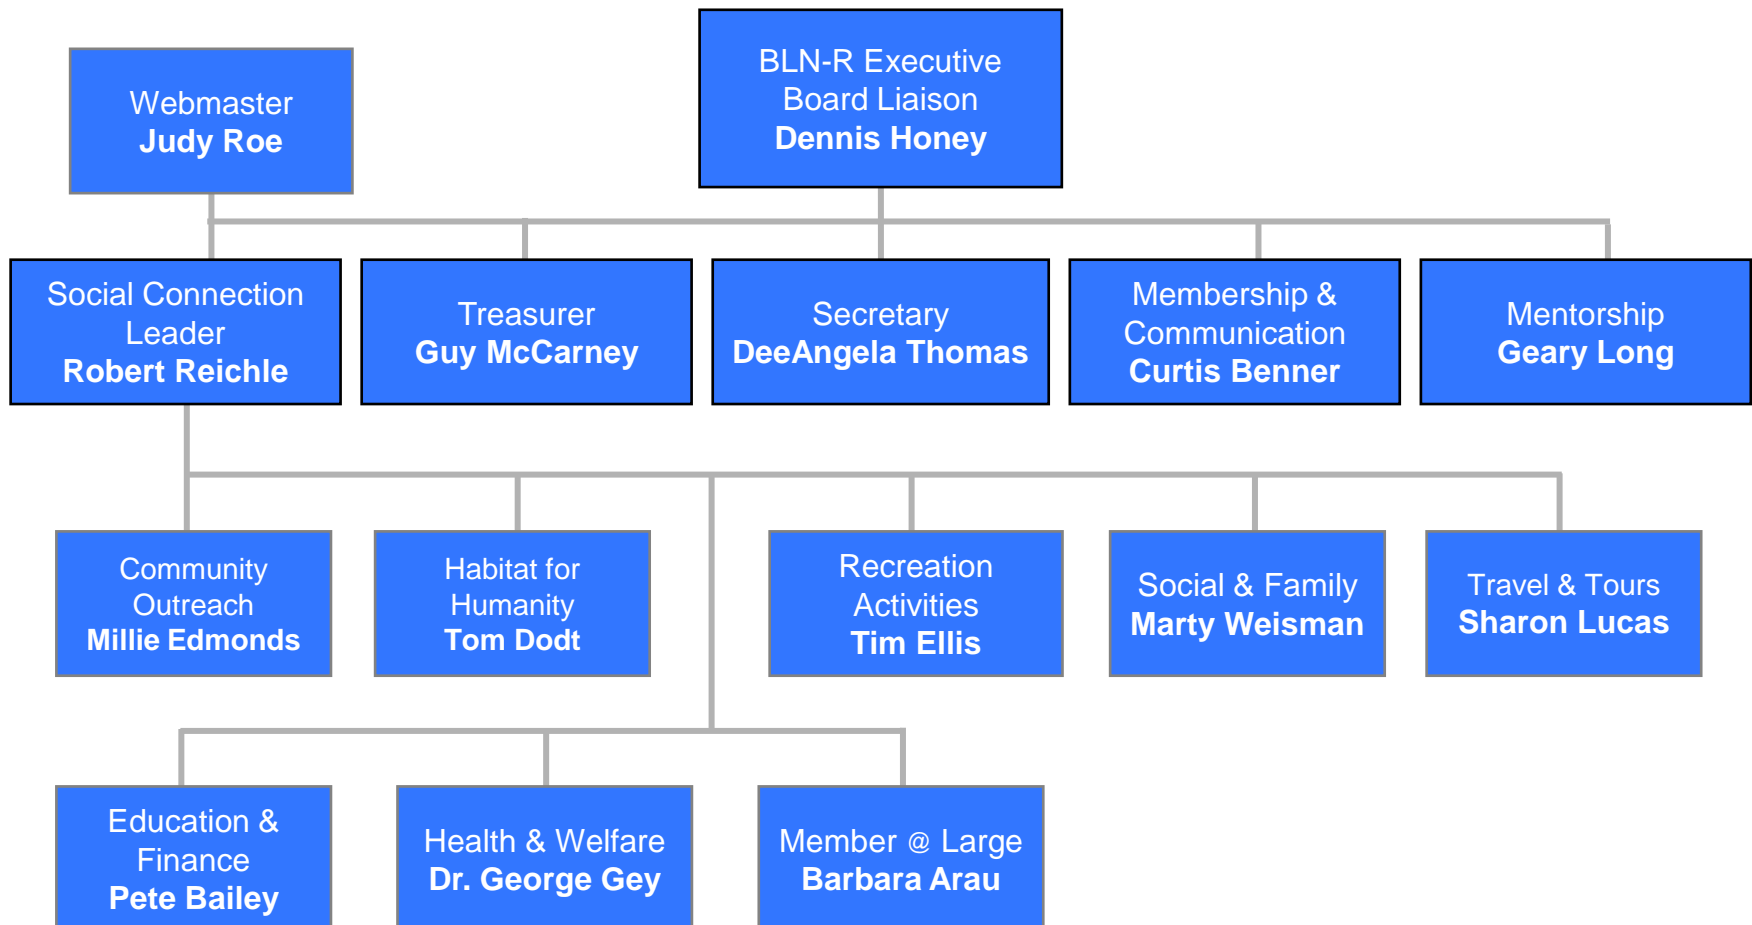 Webmaster
Judy Roe
BLN-R Executive
Board Liaison
Dennis Honey
Social Connection
Leader
Robert Reichle
Treasurer
Guy McCarney
Secretary
DeeAngela Thomas
Membership &
Communication
Curtis Benner
Mentorship
Geary Long
Community
Outreach
Millie Edmonds
Habitat for
Humanity
Tom Dodt
Recreation
Activities
Tim Ellis
Social & Family
Marty Weisman
Travel & Tours
Sharon Lucas
Education &
Finance
Pete Bailey
Health & Welfare
Dr. George Gey
Member @ Large
Barbara Arau